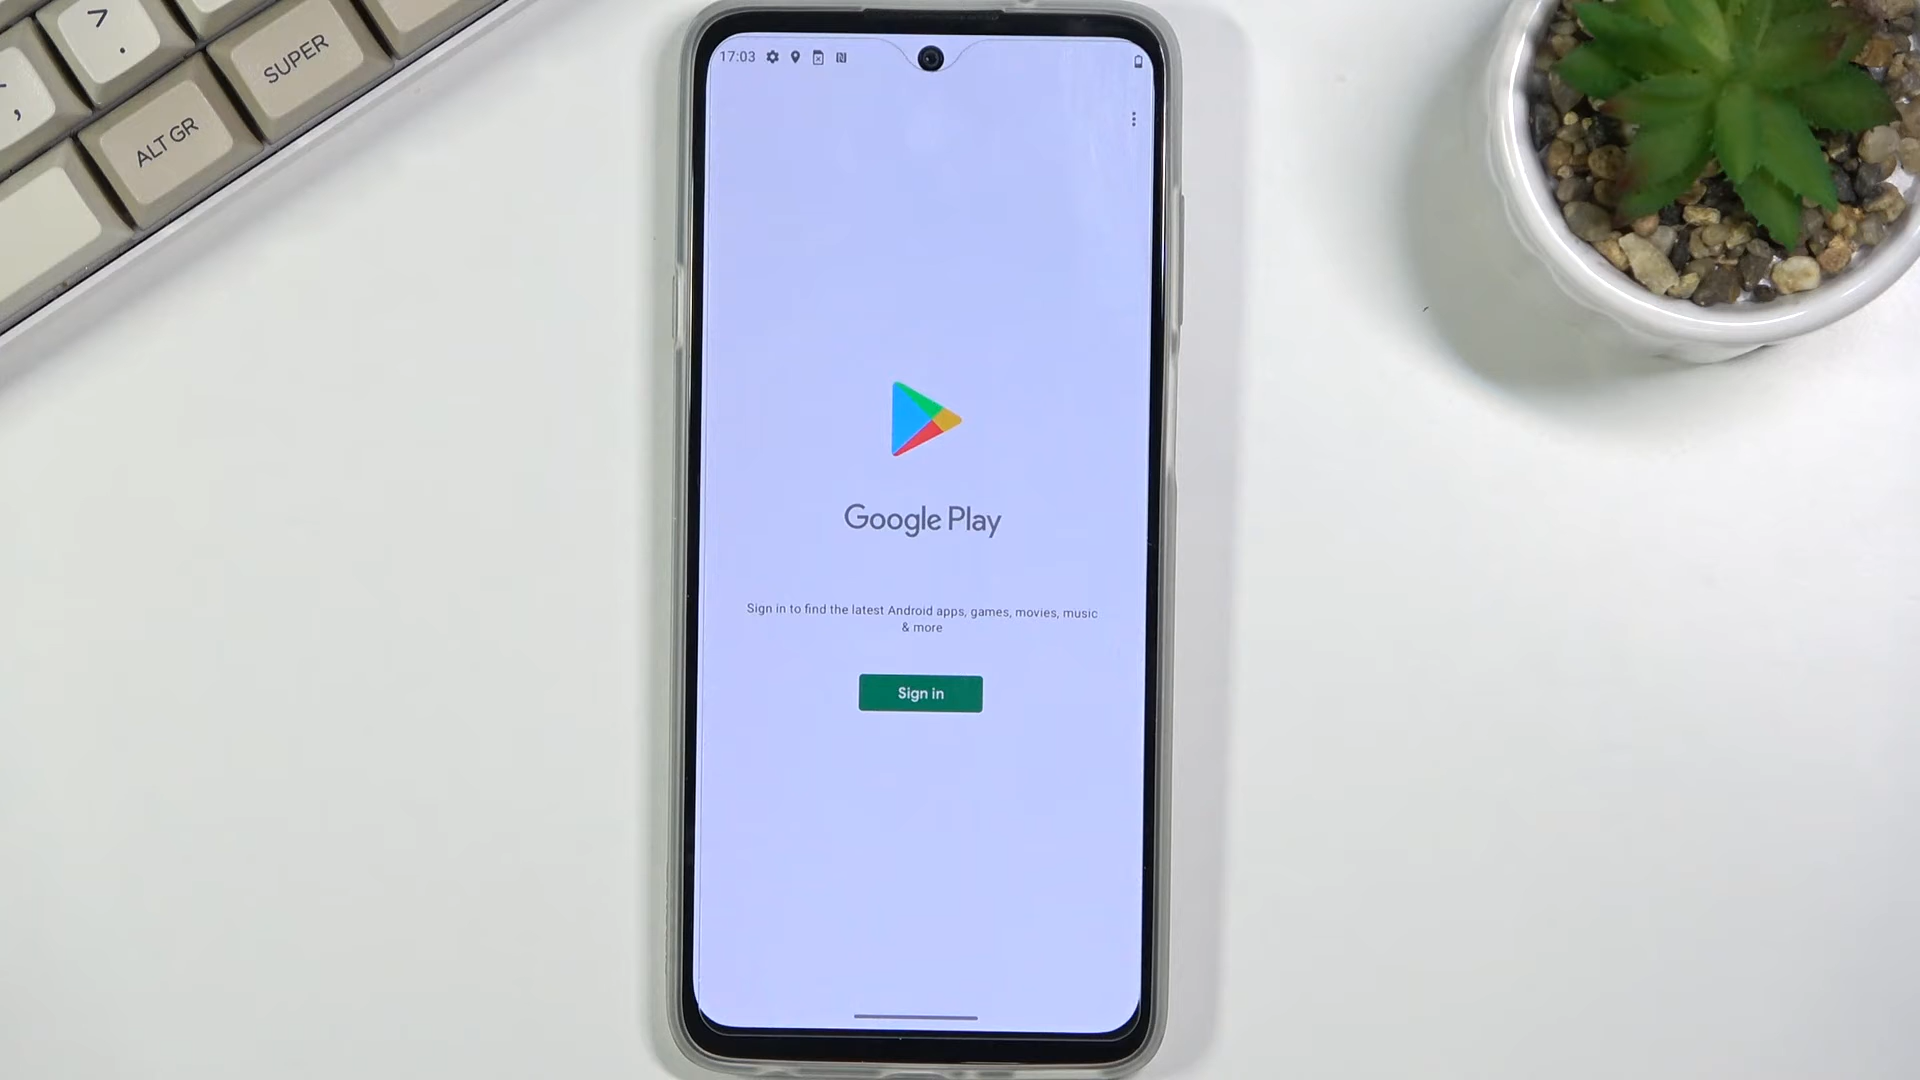 > .
SUPER
;
,
ALT GR
17:03
Google Play
Sign in to find the latest Android apps, games, movies, music
& more
Sign in